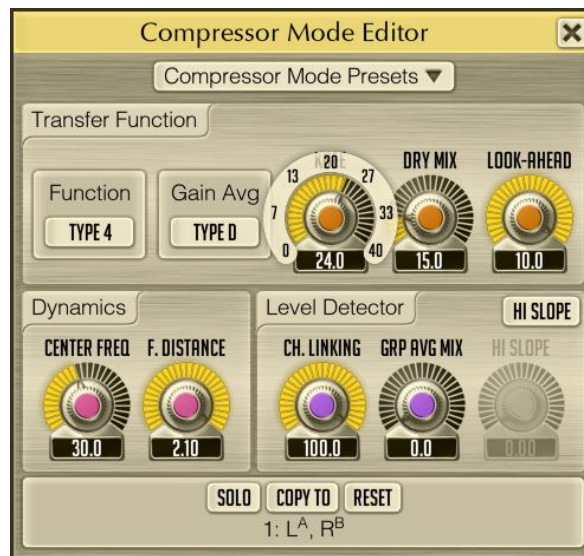 Compressor Mode Editor
Compressor Mode Presets
Transfer Function
Function
TYPE 4
Gain Avg
TYPE D
0
7
13
20
27
33
40
24.0
DRY MIX
15.0
LOOK-AHEAD
10.0
Dynamics
CENTER FREQ
30.0
F. DISTANCE
2.10
Level Detector
HI SLOPE
CH. LINKING
100.0
GRP AVG MIX
0.0
HI SLOPE
0.00
SOLO COPY TO RESET
1: L^A, R^B